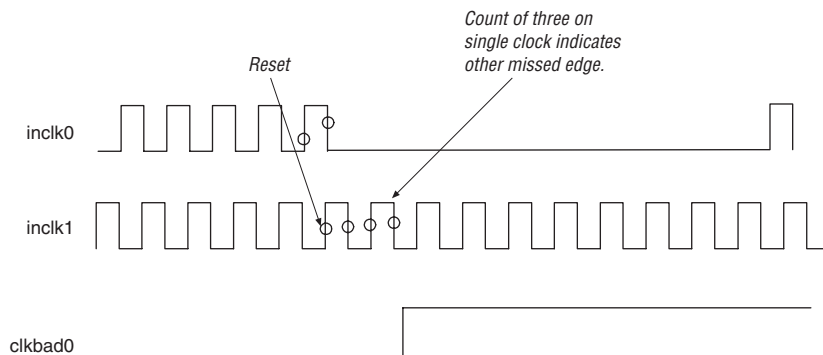 Count of three on
single clock indicates
other missed edge.
Reset
inclk0
inclk1
clkbad0